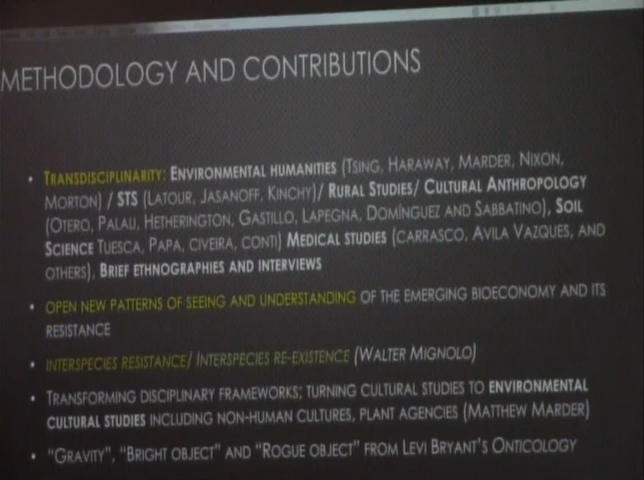 METHODOLOGY AND CONTRIBUTIONS
• TRANSDISCIPLINARITY: ENVIRONMENTAL HUMANITIES (TSING, HARAWAY, MARDER, NIXON,
MORTON) / STS (LATOUR, JASANOFF, KINCHY)/ RURAL STUDIES/ CULTURAL ANTHROPOLOGY
(OTERO, PALAU, HETHERINGTON, GASTILLO, LAPEGNA, DOMÍNGUEZ AND SABBATINO), SOIL
SCIENCE TUESCA, PAPA, CIVEIRA, CONTI) MEDICAL STUDIES (CARRASCO, AVILA VAZQUES, AND
OTHERS), BRIEF ETHNOGRAPHIES AND INTERVIEWS
• OPEN NEW PATTERNS OF SEEING AND UNDERSTANDING OF THE EMERGING BIOECONOMY AND ITS
RESISTANCE
• INTERSPECIES RESISTANCE/ INTERSPECIES RE-EXISTENCE (WALTER MIGNOLO)
• TRANSFORMING DISCIPLINARY FRAMEWORKS; TURNING CULTURAL STUDIES TO ENVIRONMENTAL
CULTURAL STUDIES INCLUDING NON-HUMAN CULTURES, PLANT AGENCIES (MATTHEW MARDER)
• "GRAVITY", "BRIGHT OBJECT" AND "ROGUE OBJECT" FROM LEVI BRYANT'S ONTICOLOGY